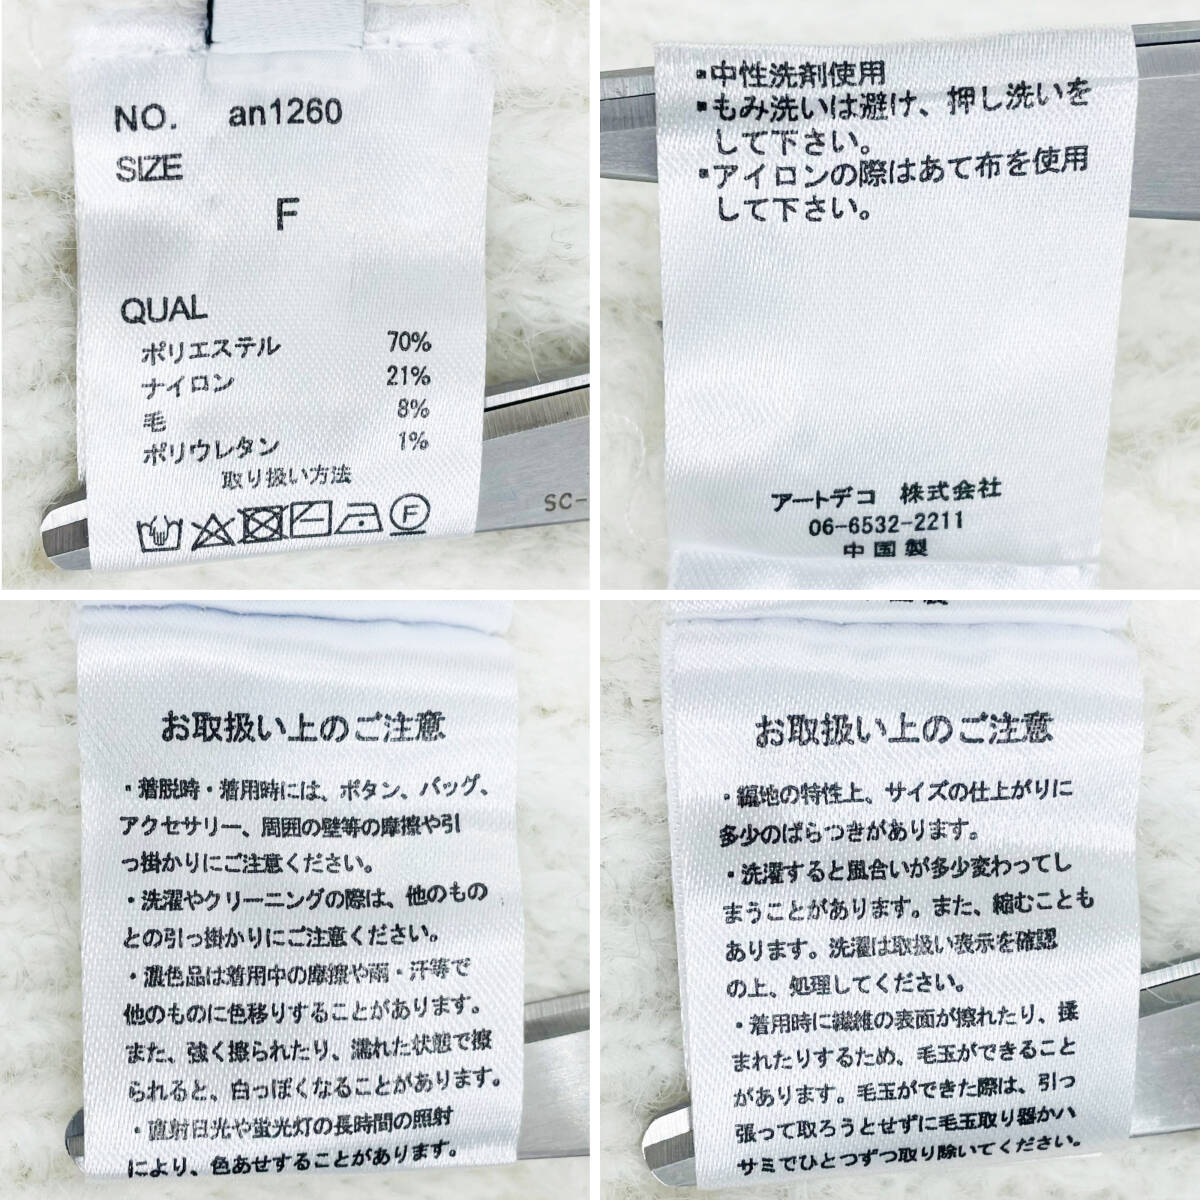 NO. an1260
SIZE
F
QUAL
ポリエステル 70%
ナイロン 21%
毛 8%
ポリウレタン 1%
取り扱い方法
F
SC-
・中性洗剤使用
・もみ洗いは避け、押し洗いを
して下さい。
・アイロンの際はあて布を使用
して下さい。
アートデコ 株式会社
06-6532-2211
中国製
お取扱い上のご注意
・着脱時・着用時には、ボタン、バッグ、
アクセサリー、周囲の壁等の摩擦や引
っ掛かりにご注意ください。
・洗濯やクリーニングの際は、他のもの
との引っ掛かりにご注意ください。
・濃色品は着用中の摩擦や雨・汗等で
他のものに色移りすることがあります。
また、強く擦られたり、濡れた状態で擦
られると、白っぽくなることがあります。
・直射日光や蛍光灯の長時間の照射
により、色あせすることがあります。
お取扱い上のご注意
・編地の特性上、サイズの仕上がりに
多少のばらつきがあります。
・洗濯すると風合いが多少変わってし
まうことがあります。また、縮むことも
あります。洗濯は取扱い表示を確認
の上、処理してください。
・着用時に繊維の表面が擦れたり、揉
まれたりするため、毛玉ができること
があります。毛玉ができた際は、引っ
張って取ろうとせずに毛玉取り器かハ
サミでひとつずつ取り除いてください。